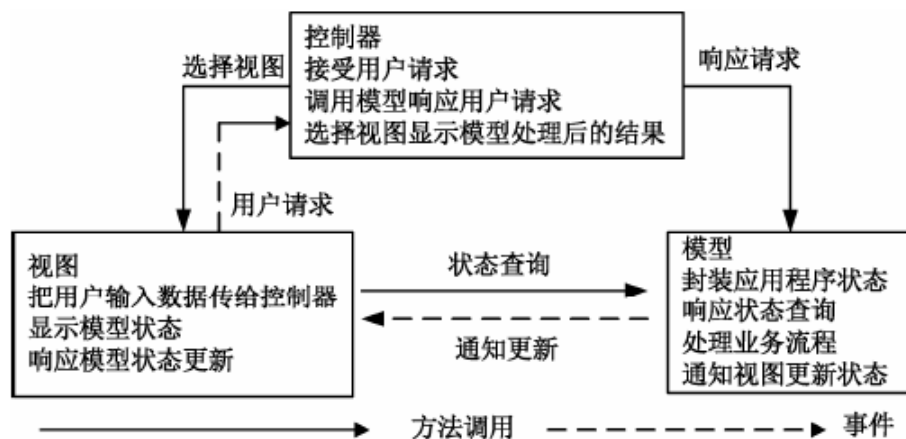 控制器
接受用户请求
调用模型响应用户请求
选择视图显示模型处理后的结果
选择视图
响应请求
用户请求
视图
把用户输入数据传给控制器
显示模型状态
响应模型状态更新
状态查询
通知更新
模型
封装应用程序状态
响应状态查询
处理业务流程
通知视图更新状态
方法调用
事件